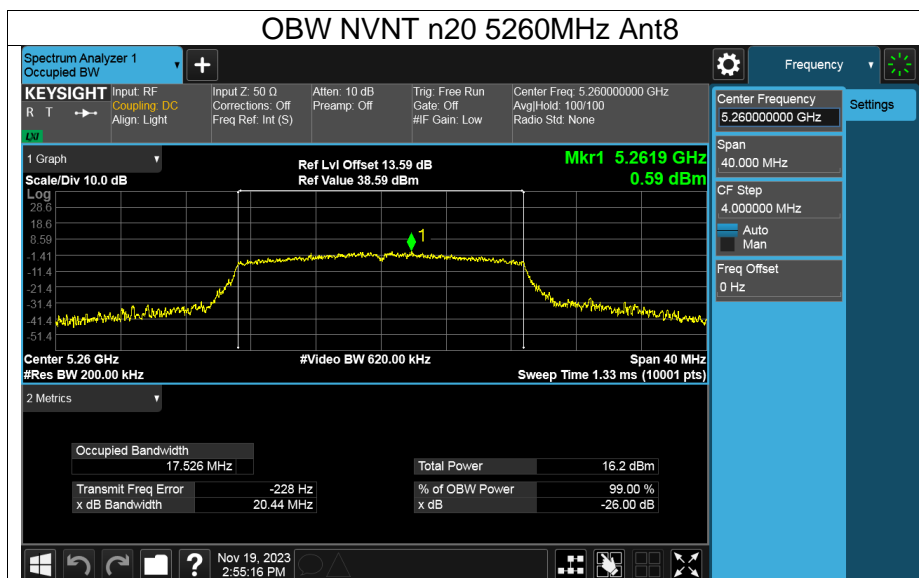 OBW NVNT n20 5260MHz Ant8
Spectrum Analyzer 1
Occupied BW
Frequency
KEYSIGHT
R T
LXI
Input: RF
Coupling: DC
Align: Light
Input Z: 50 Ω
Corrections: Off
Freq Ref: Int (S)
Atten: 10 dB
Preamp: Off
Trig: Free Run
Gate: Off
#IF Gain: Low
Center Freq: 5.260000000 GHz
Avg|Hold: 100/100
Radio Std: None
Center Frequency
5.260000000 GHz
Settings
Span
40.000 MHz
CF Step
4.000000 MHz
Auto
Man
Freq Offset
0 Hz
1 Graph
Scale/Div 10.0 dB
Ref Lvl Offset 13.59 dB
Ref Value 38.59 dBm
Mkr1 5.2619 GHz
0.59 dBm
Log
28.6
18.6
8.59
-1.41
-11.4
-21.4
-31.4
-41.4
-51.4
1
Center 5.26 GHz
#Res BW 200.00 kHz
#Video BW 620.00 kHz
Span 40 MHz
Sweep Time 1.33 ms (10001 pts)
2 Metrics
Occupied Bandwidth
17.526 MHz
Total Power 16.2 dBm
Transmit Freq Error -228 Hz
x dB Bandwidth 20.44 MHz
% of OBW Power 99.00 %
x dB -26.00 dB
Nov 19, 2023
2:55:16 PM